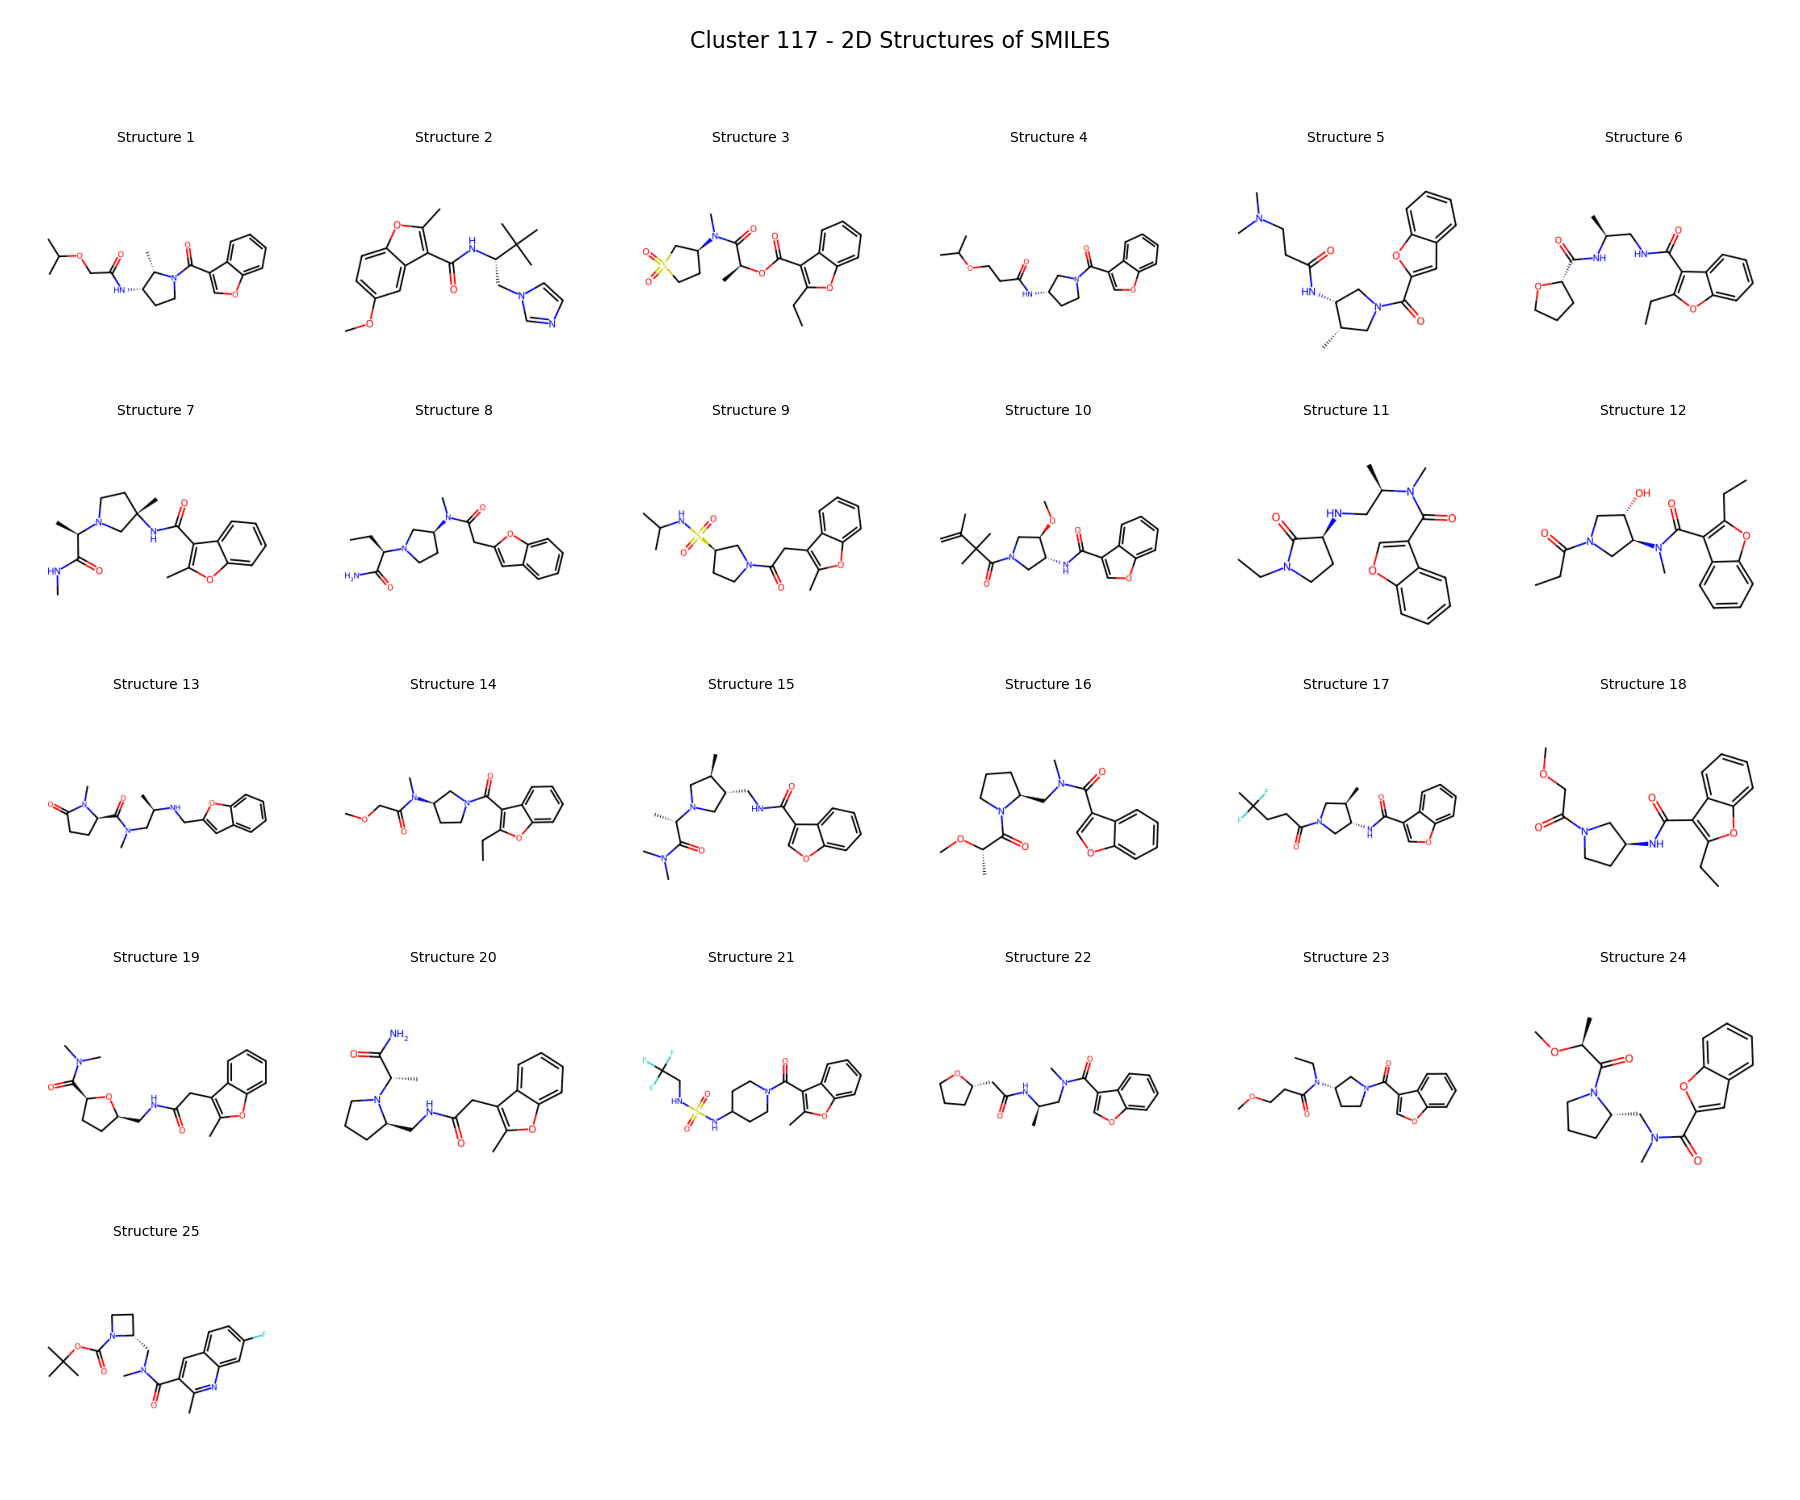 Cluster 117 - 2D Structures of SMILES
Structure 1
Structure 2
Structure 3
Structure 4
Structure 5
Structure 6
Structure 7
Structure 8
Structure 9
Structure 10
Structure 11
Structure 12
Structure 13
Structure 14
Structure 15
Structure 16
Structure 17
Structure 18
Structure 19
Structure 20
Structure 21
Structure 22
Structure 23
Structure 24
Structure 25